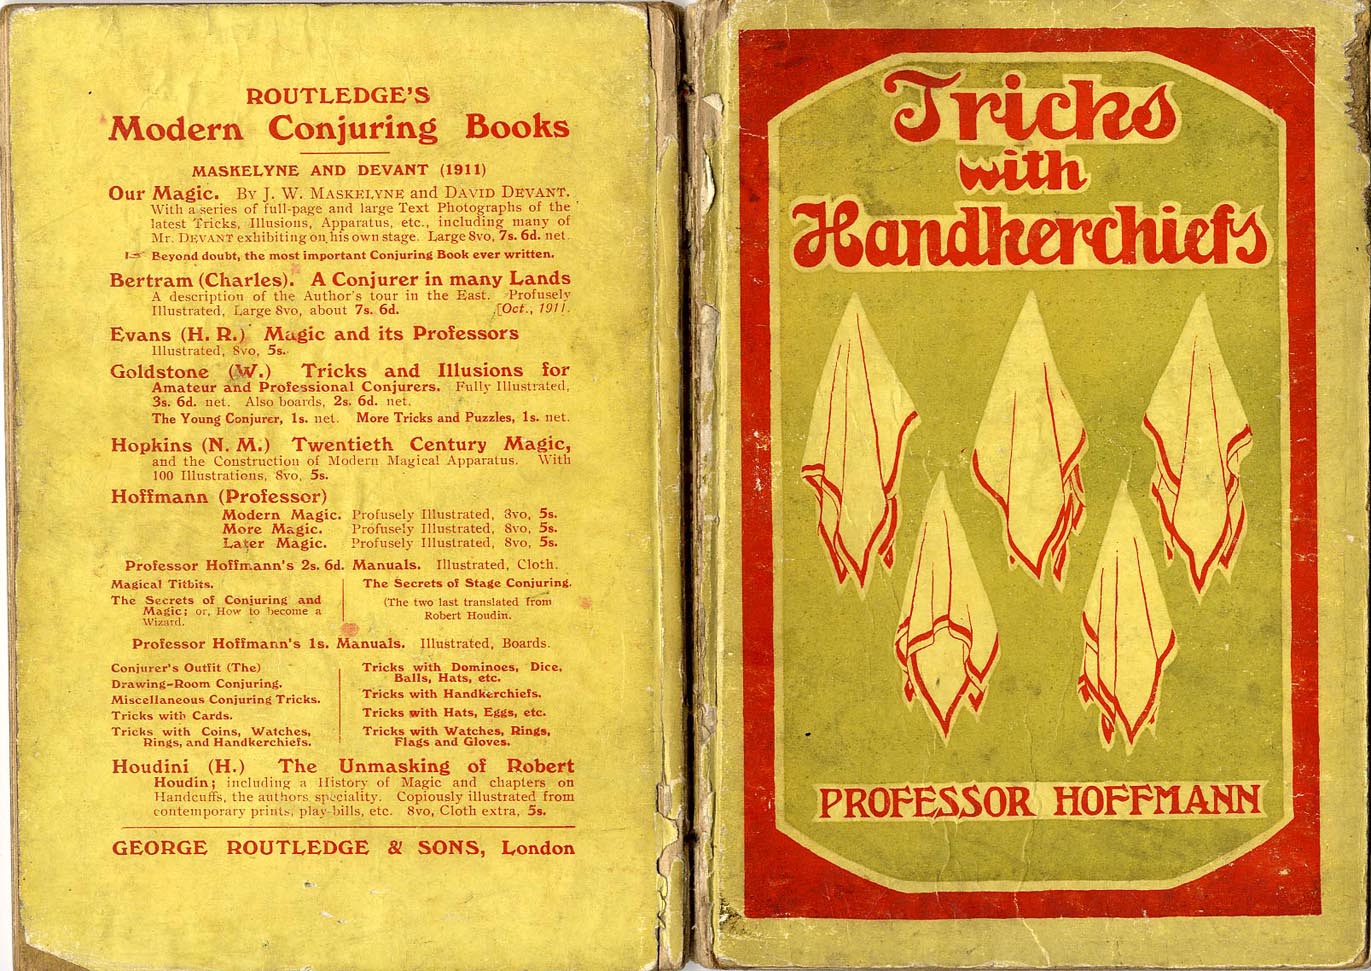 ROUTLEDGE'S
Modern Conjuring Books
MASKELYNE AND DEVANT (1911)
Our Magic. BY J. W. MASKELYNE and DAVID DEVANT.
With a series of full-page and large Text Photographs of the
latest Tricks, Illusions, Apparatus, etc., including many of
Mr. DEVANT exhibiting on his own stage. Large 8vo, 7s. 6d. net.
☞ Beyond doubt, the most important Conjuring Book ever written.
Bertram (Charles). A Conjurer in many Lands
A description of the Author's tour in the East. Profusely
Illustrated, Large 8vo, about 7s. 6d. [Oct., 1911.
Evans (H. R.) Magic and its Professors
Illustrated, 8vo, 5s.
Goldstone (W.) Tricks and Illusions for
Amateur and Professional Conjurers. Fully Illustrated,
3s. 6d. net. Also boards, 2s. 6d. net.
The Young Conjurer, 1s. net. More Tricks and Puzzles, 1s. net.
Hopkins (N. M.) Twentieth Century Magic,
and the Construction of Modern Magical Apparatus. With
100 Illustrations, 8vo, 5s.
Hoffmann (Professor)
Modern Magic. Profusely Illustrated, 8vo, 5s.
More Magic. Profusely Illustrated, 8vo, 5s.
Later Magic. Profusely Illustrated, 8vo, 5s.
Professor Hoffmann's 2s. 6d. Manuals. Illustrated, Cloth.
Magical Titbits.
The Secrets of Conjuring and
Magic; or, How to become a
Wizard.
The Secrets of Stage Conjuring.
(The two last translated from
Robert Houdin.
Professor Hoffmann's 1s. Manuals. Illustrated, Boards.
Conjurer's Outfit (The)
Drawing-Room Conjuring.
Miscellaneous Conjuring Tricks.
Tricks with Cards.
Tricks with Coins, Watches,
Rings, and Handkerchiefs.
Tricks with Dominoes, Dice,
Balls, Hats, etc.
Tricks with Handkerchiefs.
Tricks with Hats, Eggs, etc.
Tricks with Watches, Rings,
Flags and Gloves.
Houdini (H.) The Unmasking of Robert
Houdin; including a History of Magic and chapters on
Handcuffs, the authors speciality. Copiously illustrated from
contemporary prints, play-bills, etc. 8vo, Cloth extra, 5s.
GEORGE ROUTLEDGE & SONS, London
Tricks
with
Handkerchiefs
PROFESSOR HOFFMANN